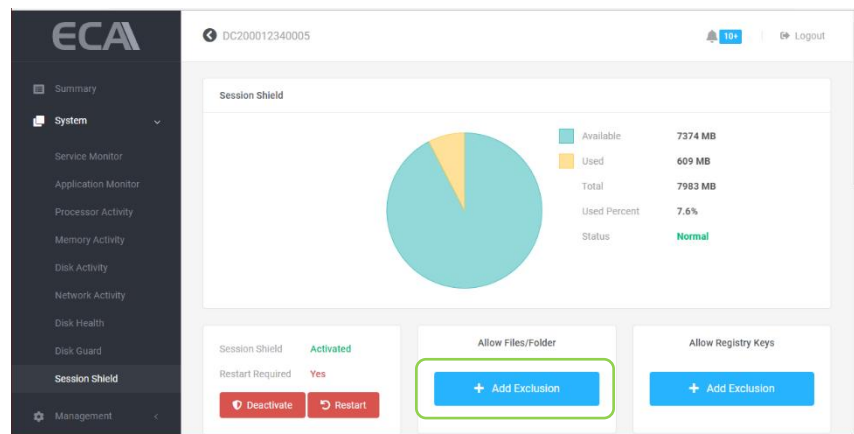 ECA
DC200012340005
10+
Logout
Summary
System
Service Monitor
Application Monitor
Processor Activity
Memory Activity
Disk Activity
Network Activity
Disk Health
Disk Guard
Session Shield
Management
Session Shield
Available 7374 MB
Used 609 MB
Total 7983 MB
Used Percent 7.6%
Status Normal
Session Shield Activated
Restart Required Yes
Deactivate Restart
Allow Files/Folder
+ Add Exclusion
Allow Registry Keys
+ Add Exclusion